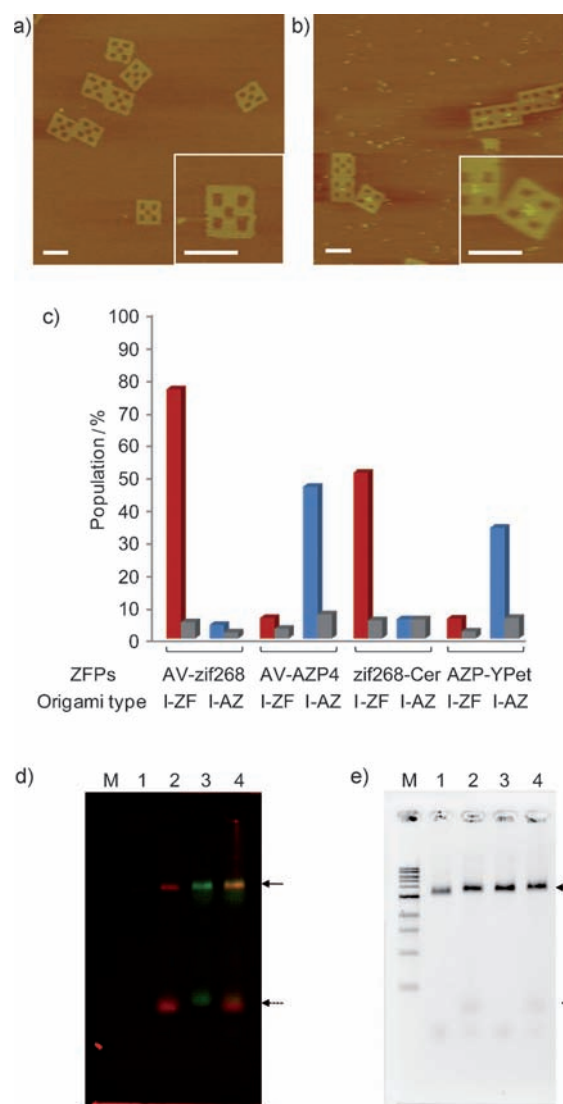 a)
b)
c)
100
90
80
70
60
50
40
30
20
10
0
Population / %
ZFPs AV-zif268 AV-AZP4 zif268-Cer AZP-YPet
Origami type I-ZF I-AZ I-ZF I-AZ I-ZF I-AZ I-ZF I-AZ
d) M 1 2 3 4
e) M 1 2 3 4